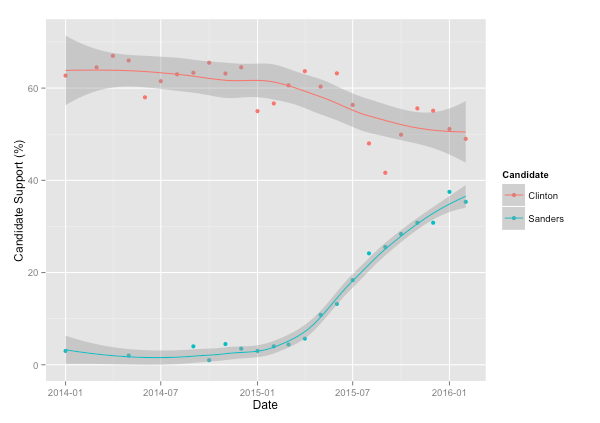 Candidate Support (%)
60
40
20
0
2014-01
2014-07
2015-01
2015-07
2016-01
Date
Candidate
Clinton
Sanders